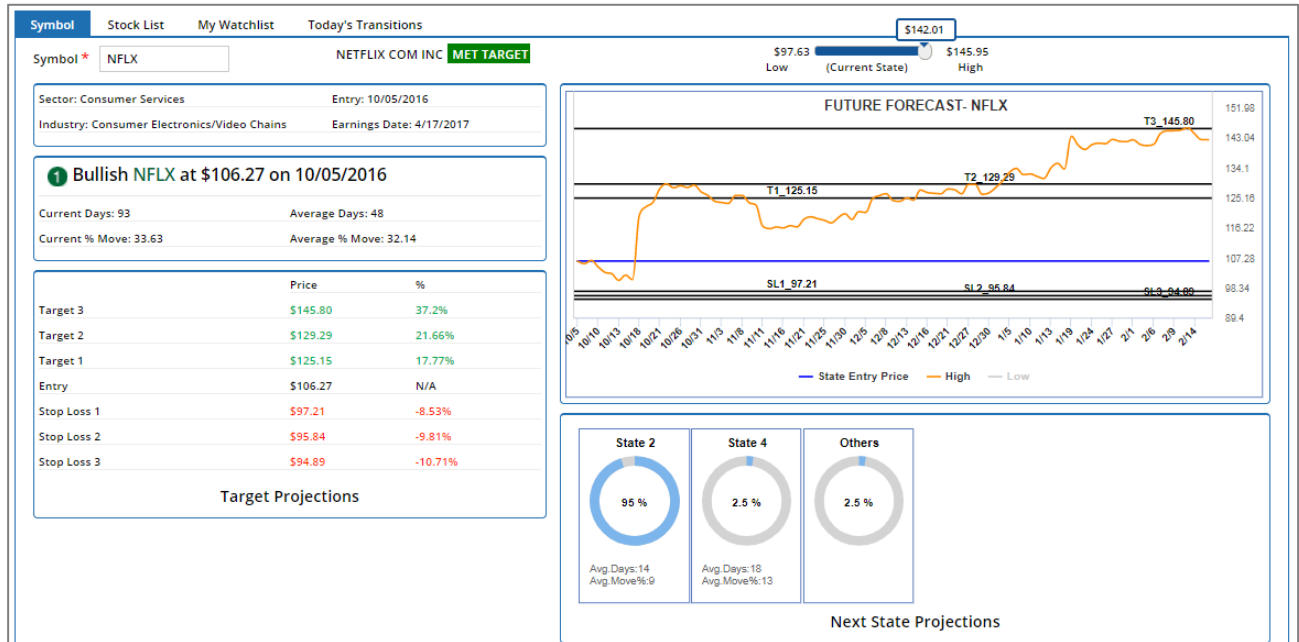 Symbol Stock List My Watchlist Today's Transitions
Symbol * NFLX NETFLIX COM INC MET TARGET
$142.01
$97.63 $145.95
Low (Current State) High
Sector: Consumer Services Entry: 10/05/2016
Industry: Consumer Electronics/Video Chains Earnings Date: 4/17/2017
1 Bullish NFLX at $106.27 on 10/05/2016
Current Days: 93 Average Days: 48
Current % Move: 33.63 Average % Move: 32.14
Price %
Target 3 $145.80 37.2%
Target 2 $129.29 21.66%
Target 1 $125.15 17.77%
Entry $106.27 N/A
Stop Loss 1 $97.21 -8.53%
Stop Loss 2 $95.84 -9.81%
Stop Loss 3 $94.89 -10.71%
Target Projections
FUTURE FORECAST- NFLX
T3_145.80
T2_129.29
T1_125.15
SL1_97.21 SL2_95.84 SL3_94.89
151.98
143.04
134.1
125.16
116.22
107.28
98.34
89.4
10/5 10/10 10/13 10/18 10/21 10/26 10/31 11/3 11/8 11/11 11/16 11/21 11/25 11/30 12/5 12/8 12/13 12/16 12/21 12/27 12/30 1/5 1/10 1/13 1/19 1/24 1/27 2/1 2/6 2/9 2/14
State Entry Price High Low
State 2 State 4 Others
95 % 2.5 % 2.5 %
Avg.Days:14 Avg.Days:18
Avg.Move%:9 Avg.Move%:13
Next State Projections